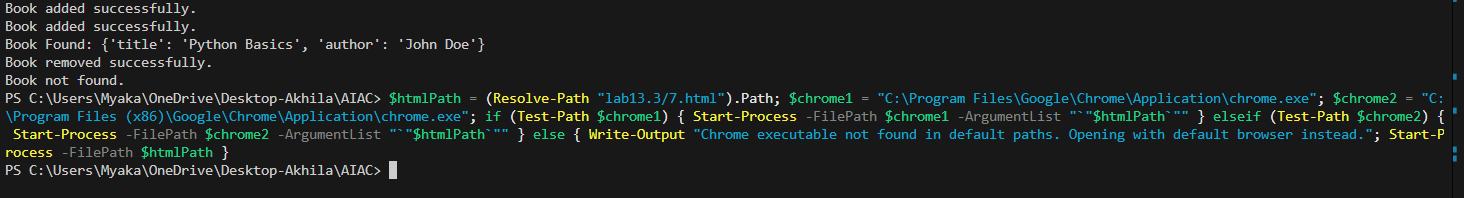 Book added successfully.
Book added successfully.
Book Found: {'title': 'Python Basics', 'author': 'John Doe'}
Book removed successfully.
Book not found.
PS C:\Users\Myaka\OneDrive\Desktop-Akhila\AIAC> $htmlPath = (Resolve-Path "lab13.3/7.html").Path; $chrome1 = "C:\Program Files\Google\Chrome\Application\chrome.exe"; $chrome2 = "C:
\Program Files (x86)\Google\Chrome\Application\chrome.exe"; if (Test-Path $chrome1) { Start-Process -FilePath $chrome1 -ArgumentList "`"$htmlPath`"" } elseif (Test-Path $chrome2) {
 Start-Process -FilePath $chrome2 -ArgumentList "`"$htmlPath`"" } else { Write-Output "Chrome executable not found in default paths. Opening with default browser instead."; Start-P
rocess -FilePath $htmlPath }
PS C:\Users\Myaka\OneDrive\Desktop-Akhila\AIAC>